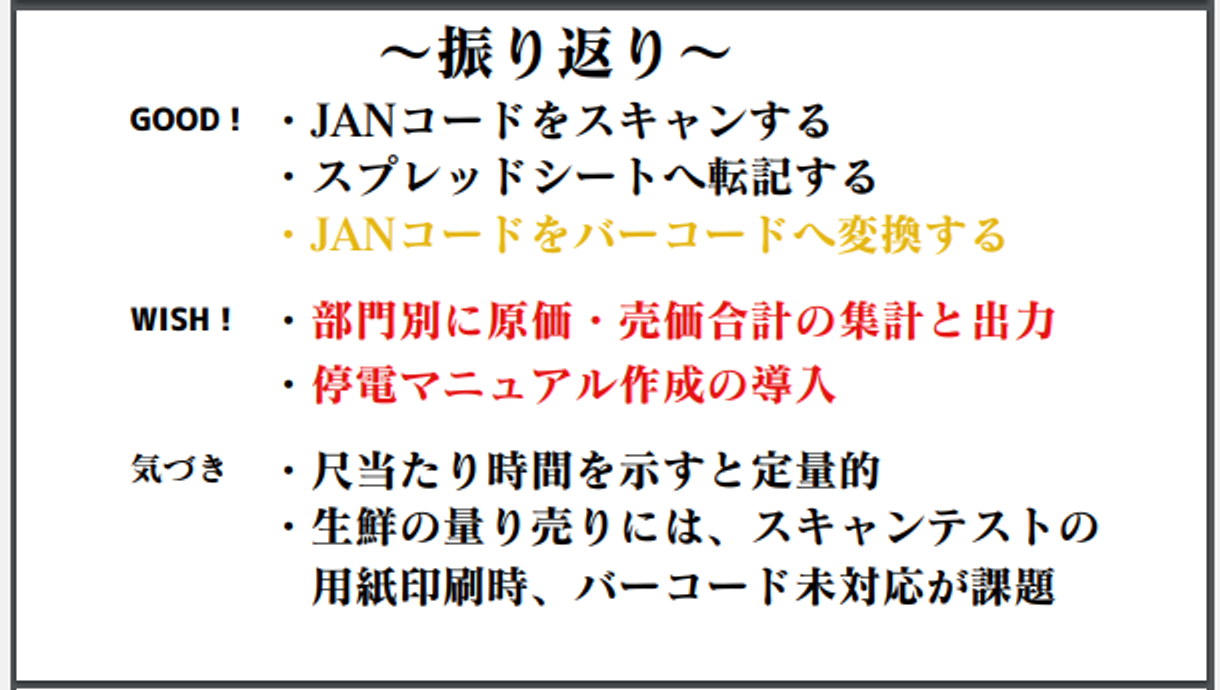 ～振り返り～
GOOD！ ・JANコードをスキャンする
・スプレッドシートへ転記する
・JANコードをバーコードへ変換する
WISH！ ・部門別に原価・売価合計の集計と出力
・停電マニュアル作成の導入
気づき ・尺当たり時間を示すと定量的
・生鮮の量り売りには、スキャンテストの
用紙印刷時、バーコード未対応が課題